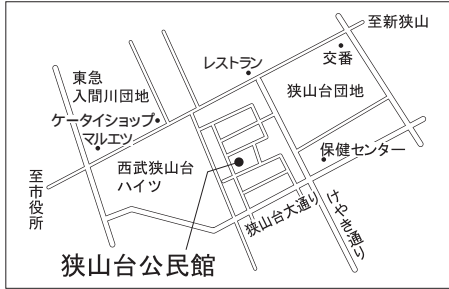 至新狭山
レストラン
交番
東急
入間川団地
狭山台団地
ケータイショップ
マルエツ
保健センター
西武狭山台
ハイツ
至市役所
狭山台大通り
けやき通り
狭山台公民館